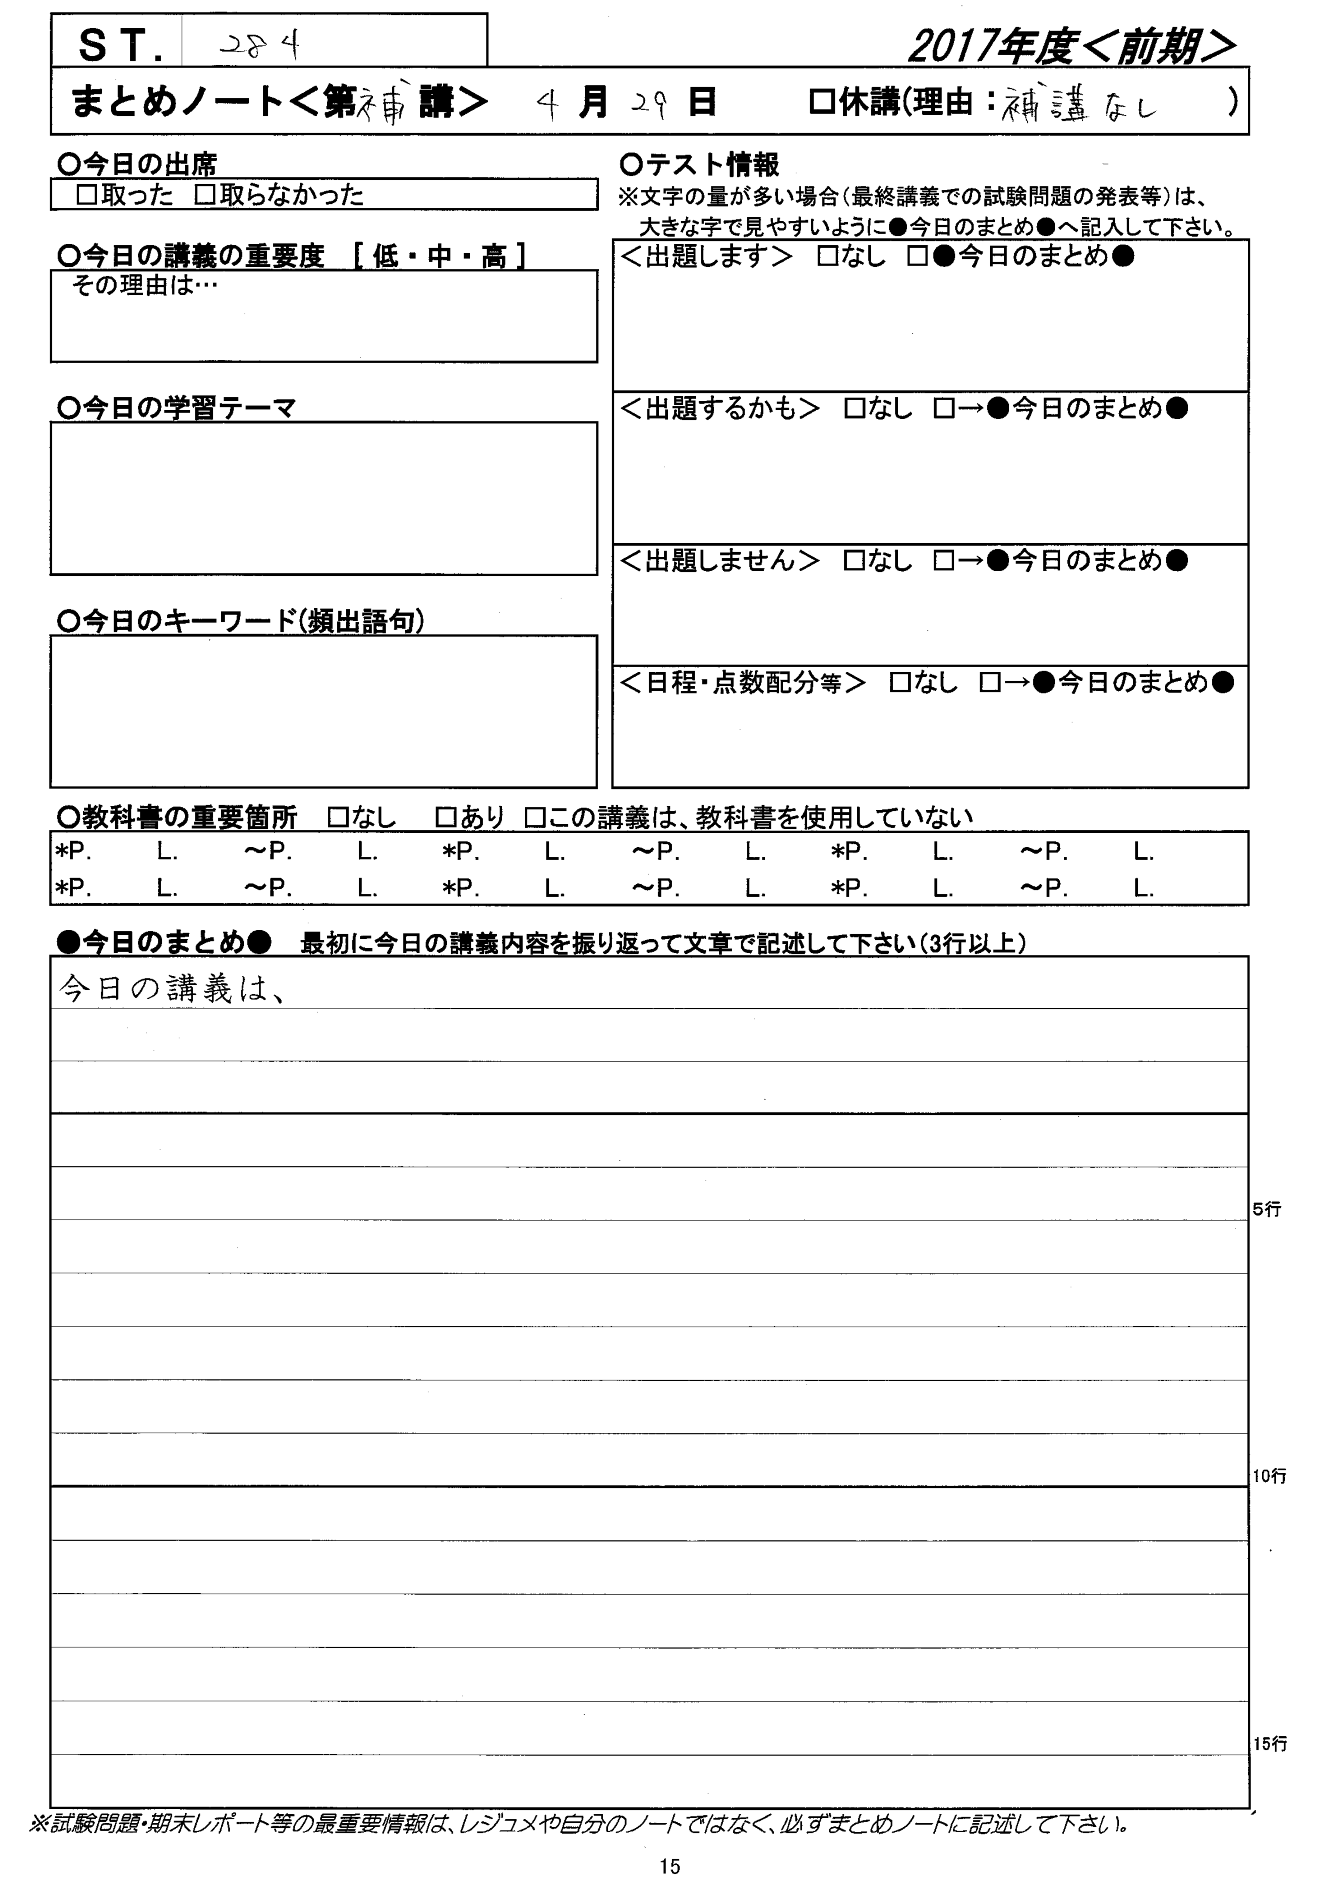 ST. 284
2017年度＜前期＞
まとめノート＜第補講＞ 4月29日 □休講(理由：補講なし )
○今日の出席
□取った □取らなかった
○今日の講義の重要度 [ 低・中・高 ]
その理由は…
○今日の学習テーマ
○今日のキーワード(頻出語句)
○テスト情報
※文字の量が多い場合(最終講義での試験問題の発表等)は、
大きな字で見やすいように●今日のまとめ●へ記入して下さい。
＜出題します＞ □なし □●今日のまとめ●
＜出題するかも＞ □なし □→●今日のまとめ●
＜出題しません＞ □なし □→●今日のまとめ●
＜日程・点数配分等＞ □なし □→●今日のまとめ●
○教科書の重要箇所 □なし □あり □この講義は、教科書を使用していない
*P. L. ～P. L. *P. L. ～P. L. *P. L. ～P. L.
*P. L. ～P. L. *P. L. ～P. L. *P. L. ～P. L.
●今日のまとめ● 最初に今日の講義内容を振り返って文章で記述して下さい(3行以上)
今日の講義は、
5行
10行
15行
※試験問題・期末レポート等の最重要情報は、レジュメや自分のノートではなく、必ずまとめノートに記述して下さい。
15